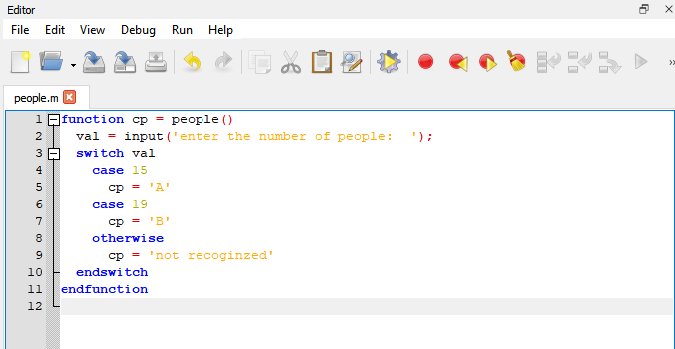 Editor
File Edit View Debug Run Help
people.m
1 function cp = people()
2   val = input('enter the number of people:  ');
3   switch val
4     case 15
5       cp = 'A'
6     case 19
7       cp = 'B'
8     otherwise
9       cp = 'not recoginzed'
10   endswitch
11 endfunction
12